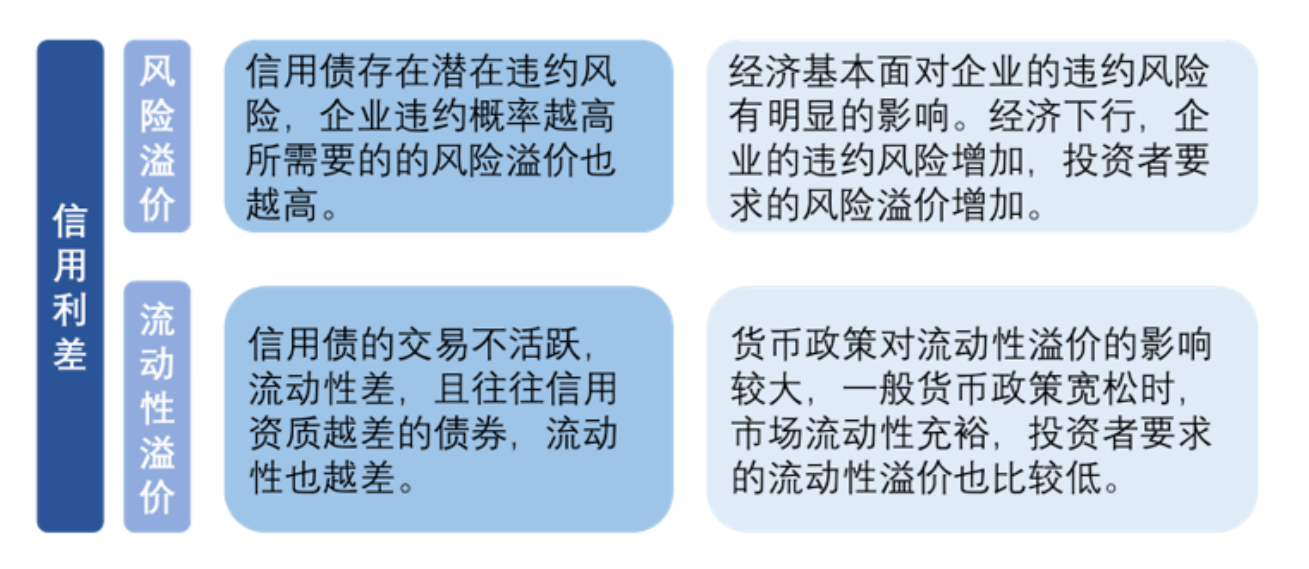 信用利差
风险溢价
信用债存在潜在违约风
险，企业违约概率越高
所需要的的风险溢价也
越高。
经济基本面对企业的违约风险
有明显的影响。经济下行，企
业的违约风险增加，投资者要
求的风险溢价增加。
流动性溢价
信用债的交易不活跃，
流动性差，且往往信用
资质越差的债券，流动
性也越差。
货币政策对流动性溢价的影响
较大，一般货币政策宽松时，
市场流动性充裕，投资者要求
的流动性溢价也比较低。